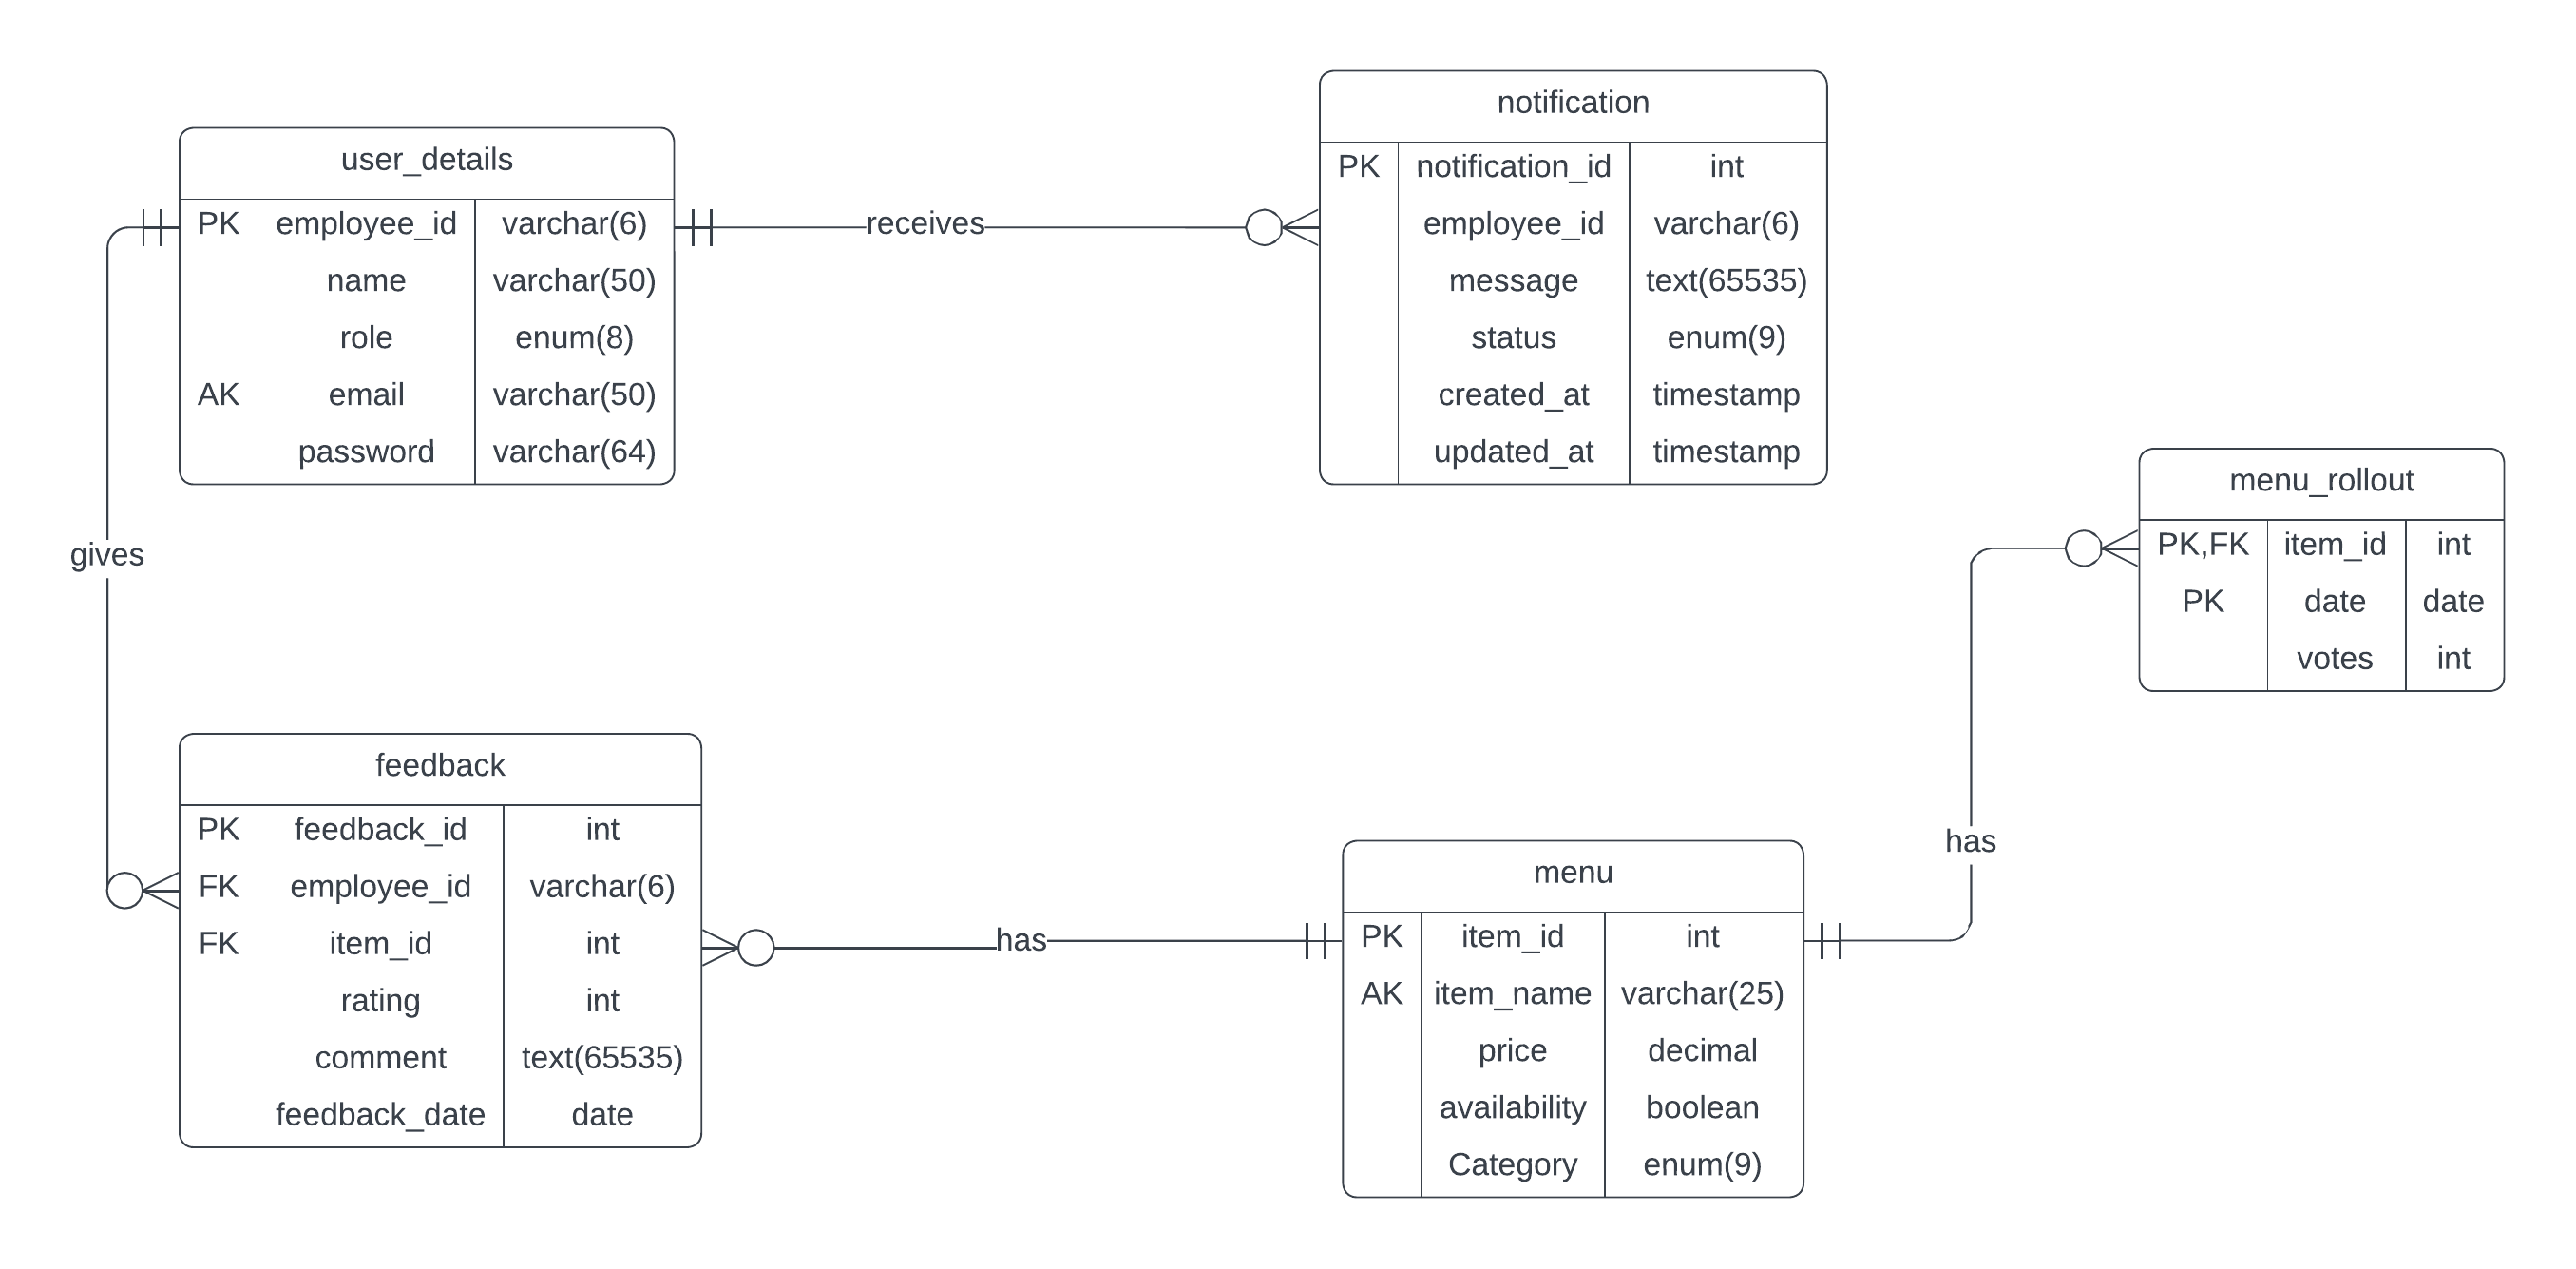 user_details
PK employee_id varchar(6)
name varchar(50)
role enum(8)
AK email varchar(50)
password varchar(64)
receives
notification
PK notification_id int
employee_id varchar(6)
message text(65535)
status enum(9)
created_at timestamp
updated_at timestamp
gives
menu_rollout
PK,FK item_id int
PK date date
votes int
feedback
PK feedback_id int
FK employee_id varchar(6)
FK item_id int
rating int
comment text(65535)
feedback_date date
has
menu
PK item_id int
AK item_name varchar(25)
price decimal
availability boolean
Category enum(9)
has